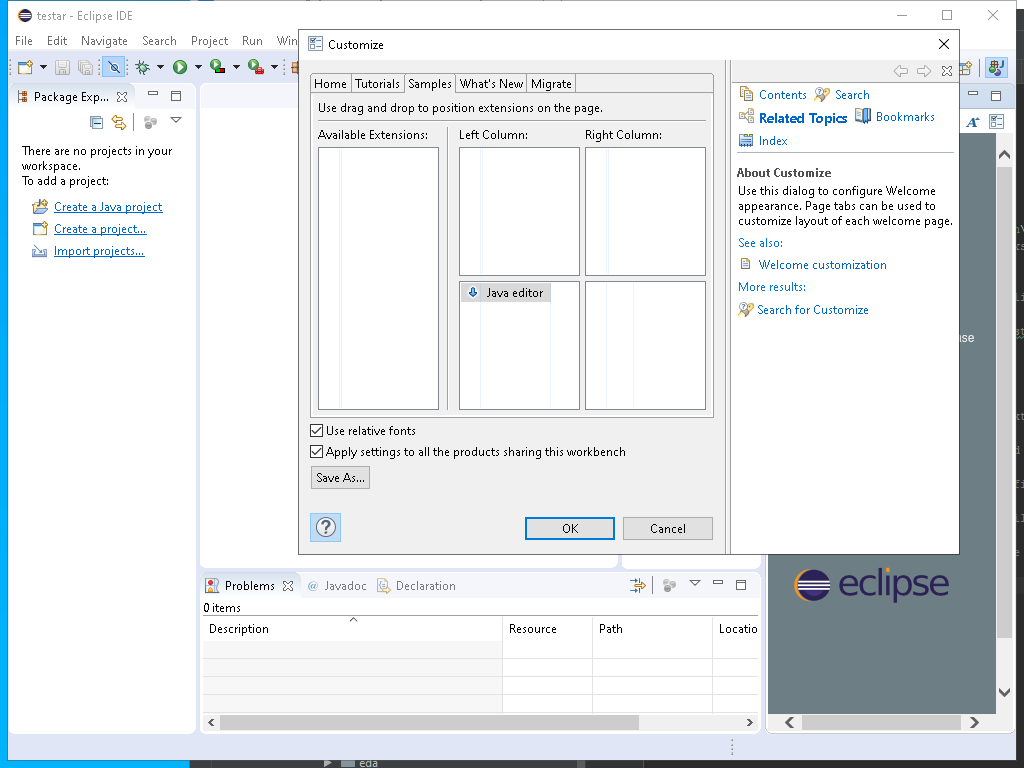 testar - Eclipse IDE
File Edit Navigate Search Project Run Win
Customize
Package Exp...
Home Tutorials Samples What's New Migrate
Use drag and drop to position extensions on the page.
Available Extensions: Left Column: Right Column:
Java editor
There are no projects in your
workspace.
To add a project:
Create a Java project
Create a project...
Import projects...
Use relative fonts
Apply settings to all the products sharing this workbench
Save As...
OK Cancel
Contents Search
Related Topics Bookmarks
Index
About Customize
Use this dialog to configure Welcome
appearance. Page tabs can be used to
customize layout of each welcome page.
See also:
Welcome customization
More results:
Search for Customize
eclipse
Problems @ Javadoc Declaration
0 items
Description Resource Path Locatio
eda